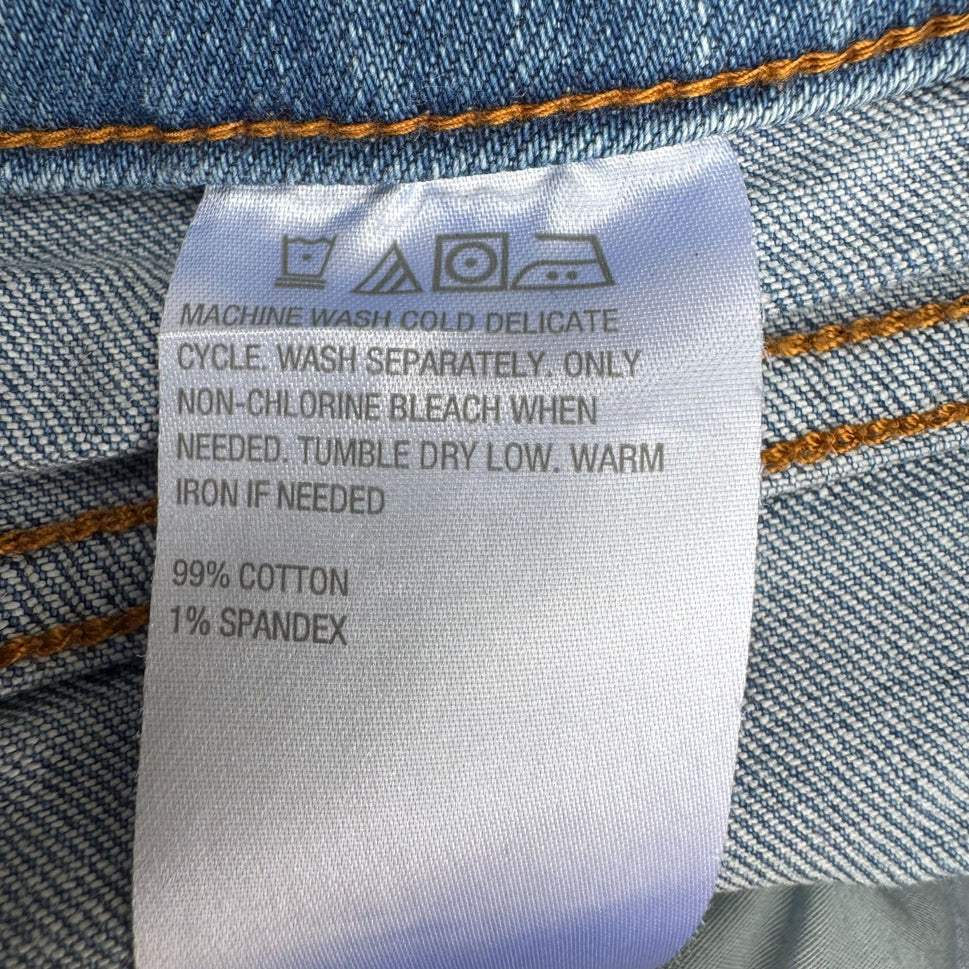 MACHINE WASH COLD DELICATE
CYCLE. WASH SEPARATELY. ONLY
NON-CHLORINE BLEACH WHEN
NEEDED. TUMBLE DRY LOW. WARM
IRON IF NEEDED
99% COTTON
1% SPANDEX